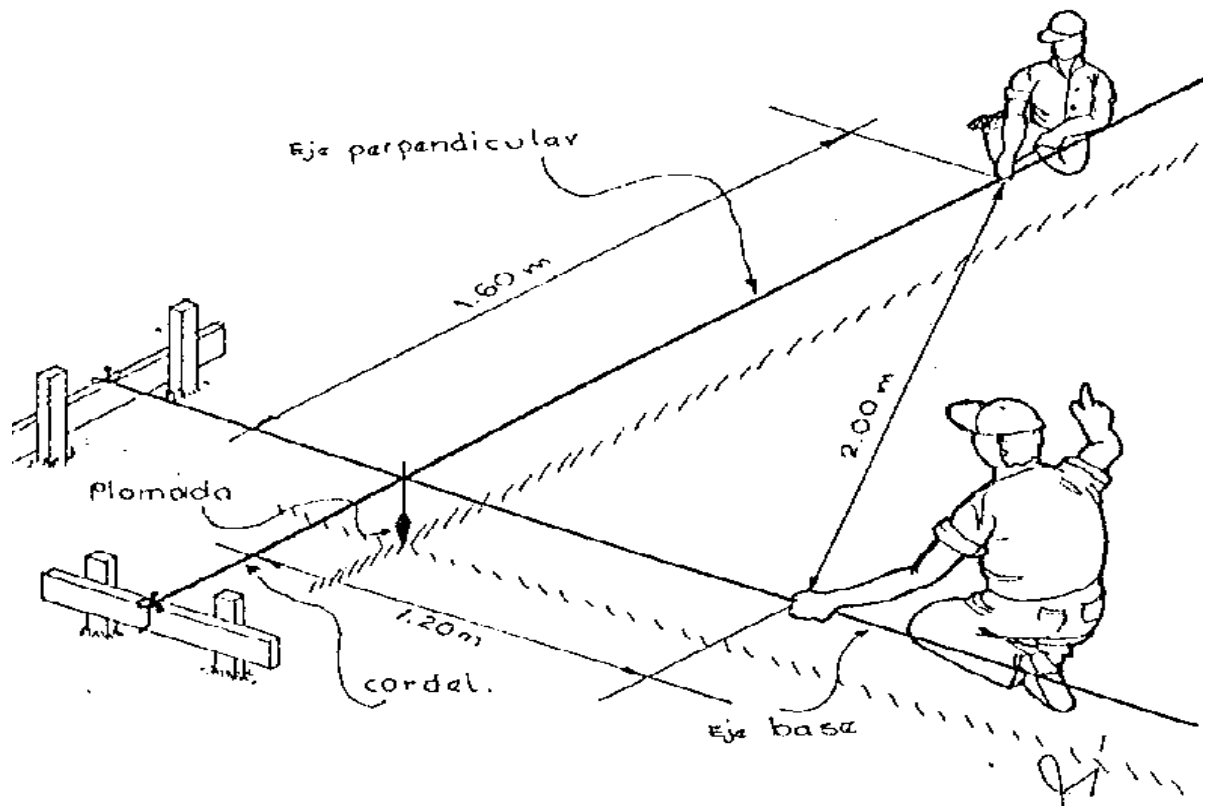 Eje perpendicular
1.60 m
2.00 m
Plomada
1.20 m
cordel.
Eje base